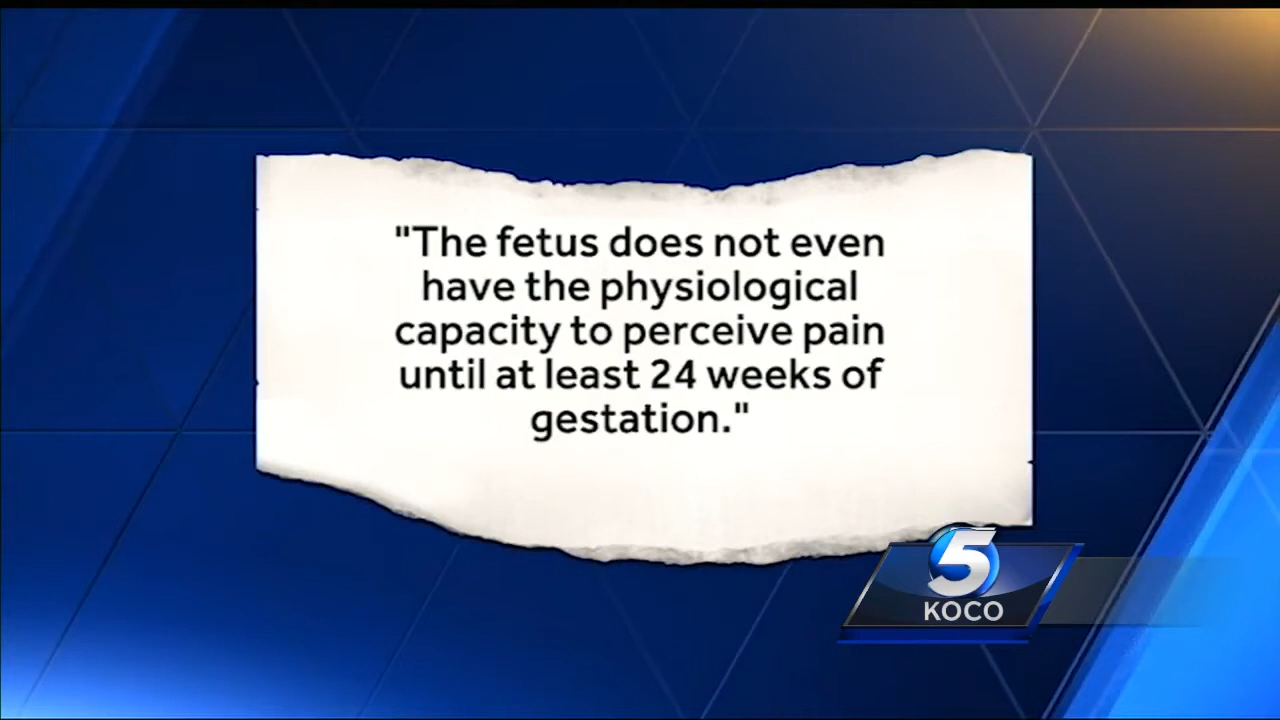 "The fetus does not even
have the physiological
capacity to perceive pain
until at least 24 weeks of
gestation."
5
KOCO